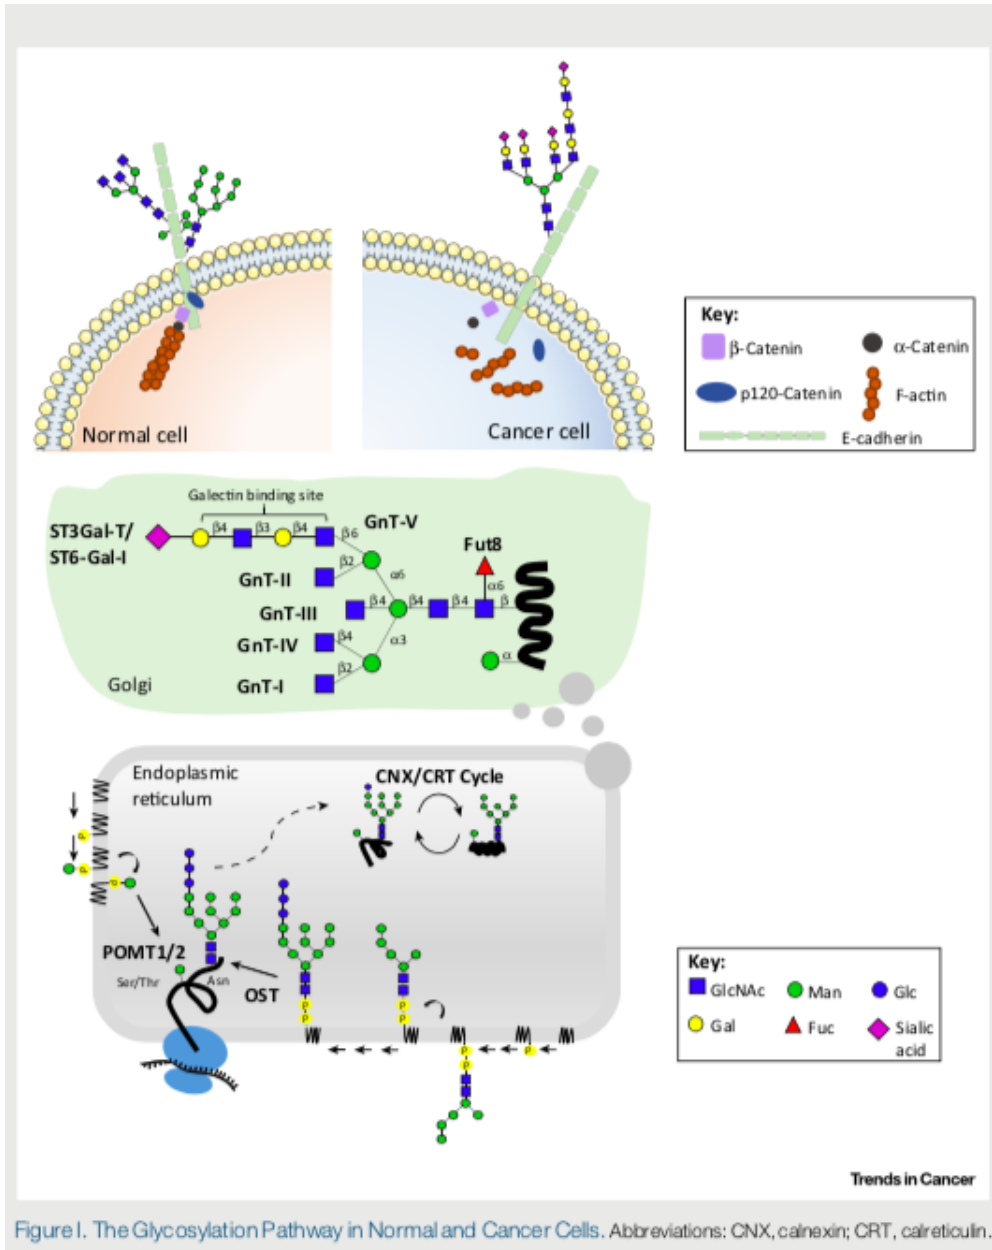 Normal cell
Cancer cell
Key:
β-Catenin
α-Catenin
p120-Catenin
F-actin
E-cadherin
Galectin binding site
ST3Gal-T/
ST6-Gal-I
β4
β3
β4
β6
GnT-V
Fut8
β2
α6
α6
GnT-II
GnT-III
β4
β4
β4
β
GnT-IV
β4
α3
α
β2
GnT-I
Golgi
Endoplasmic
reticulum
CNX/CRT Cycle
P
P
P
POMT1/2
Ser/Thr
Asn
OST
P
P
P
P
P
P
P
Key:
GlcNAc
Man
Glc
Gal
Fuc
Sialic
acid
Trends in Cancer
Figure I. The Glycosylation Pathway in Normal and Cancer Cells. Abbreviations: CNX, calnexin; CRT, calreticulin.